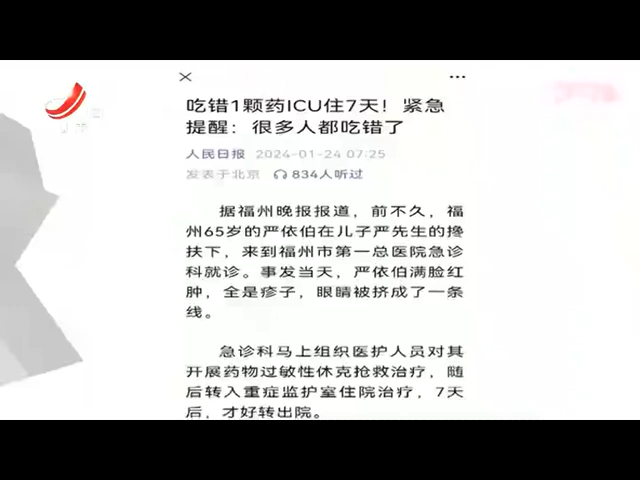 吃错1颗药ICU住7天！紧急
提醒：很多人都吃错了
人民日报 2024-01-24 07:25
发表于北京 834人听过
据福州晚报报道，前不久，福
州65岁的严依伯在儿子严先生的搀
扶下，来到福州市第一总医院急诊
科就诊。事发当天，严依伯满脸红
肿，全是疹子，眼睛被挤成了一条
线。
急诊科马上组织医护人员对其
开展药物过敏性休克抢救治疗，随
后转入重症监护室住院治疗，7天
后，才好转出院。